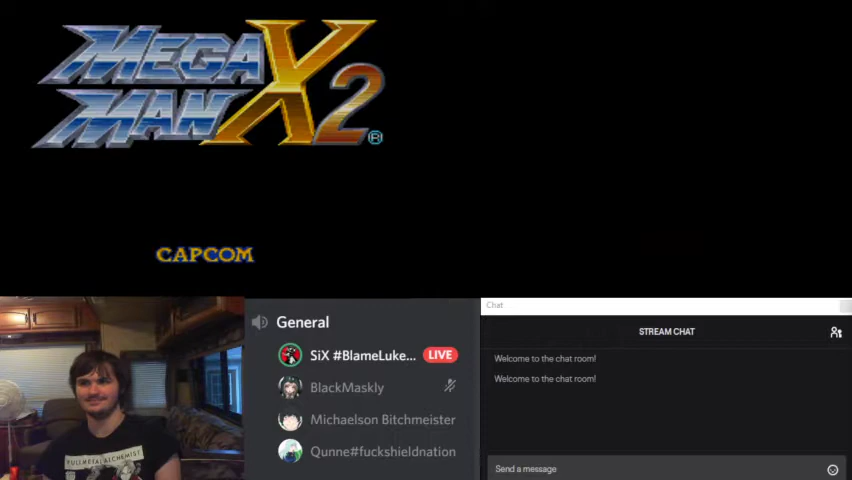 MEGA
MAN X2
®
CAPCOM
General
SiX #BlameLuke... LIVE
BlackMaskly
Michaelson Bitchmeister
Qunne#fuckshieldnation
Chat
STREAM CHAT
Welcome to the chat room!
Welcome to the chat room!
Send a message
FULLMETAL ALCHEMIST